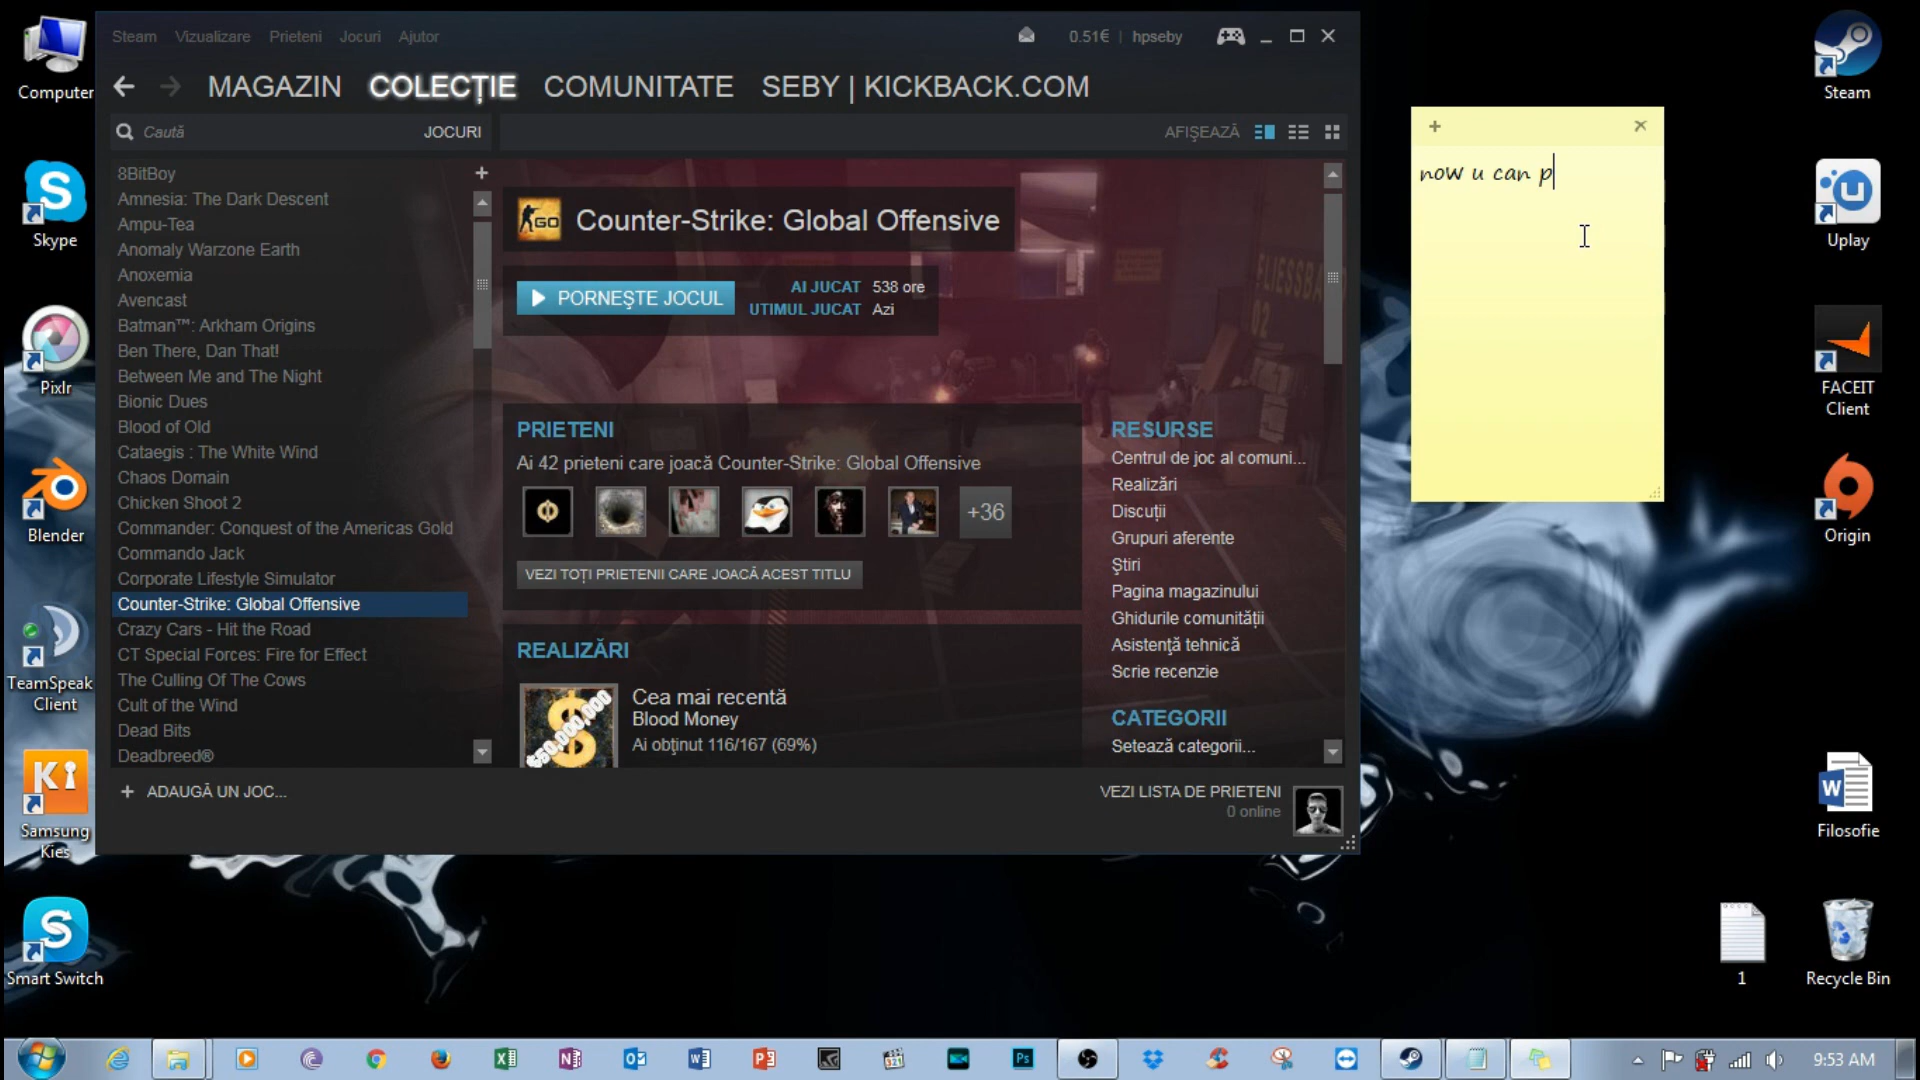 Computer
Skype
Pixlr
Blender
TeamSpeak
Client
Samsung
Kies
Smart Switch
Steam Vizualizare Prieteni Jocuri Ajutor
0.51€ | hpseby
MAGAZIN COLECȚIE COMUNITATE SEBY | KICKBACK.COM
Caută JOCURI
AFIȘEAZĂ
8BitBoy
Amnesia: The Dark Descent
Ampu-Tea
Anomaly Warzone Earth
Anoxemia
Avencast
Batman™: Arkham Origins
Ben There, Dan That!
Between Me and The Night
Bionic Dues
Blood of Old
Cataegis : The White Wind
Chaos Domain
Chicken Shoot 2
Commander: Conquest of the Americas Gold
Commando Jack
Corporate Lifestyle Simulator
Counter-Strike: Global Offensive
Crazy Cars - Hit the Road
CT Special Forces: Fire for Effect
The Culling Of The Cows
Cult of the Wind
Dead Bits
Deadbreed®
+ ADAUGĂ UN JOC...
GO
Counter-Strike: Global Offensive
PORNEȘTE JOCUL
AI JUCAT 538 ore
UTIMUL JUCAT Azi
PRIETENI
Ai 42 prieteni care joacă Counter-Strike: Global Offensive
+36
VEZI TOȚI PRIETENII CARE JOACĂ ACEST TITLU
REALIZĂRI
$50,000,000
Cea mai recentă
Blood Money
Ai obținut 116/167 (69%)
RESURSE
Centrul de joc al comuni...
Realizări
Discuții
Grupuri aferente
Știri
Pagina magazinului
Ghidurile comunității
Asistență tehnică
Scrie recenzie
CATEGORII
Setează categorii...
VEZI LISTA DE PRIETENI
0 online
now u can p
Steam
Uplay
FACEIT
Client
Origin
Filosofie
1
Recycle Bin
9:53 AM